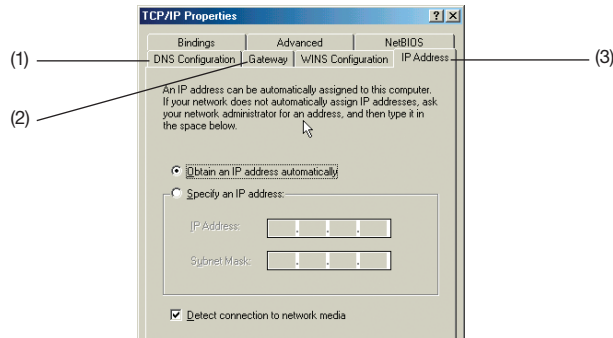 TCP/IP Properties
Bindings Advanced NetBIOS
DNS Configuration Gateway WINS Configuration IP Address
(1)
(3)
An IP address can be automatically assigned to this computer.
If your network does not automatically assign IP addresses, ask
your network administrator for an address, and then type it in
the space below.
(2)
Obtain an IP address automatically
Specify an IP address:
IP Address:
Subnet Mask:
Detect connection to network media